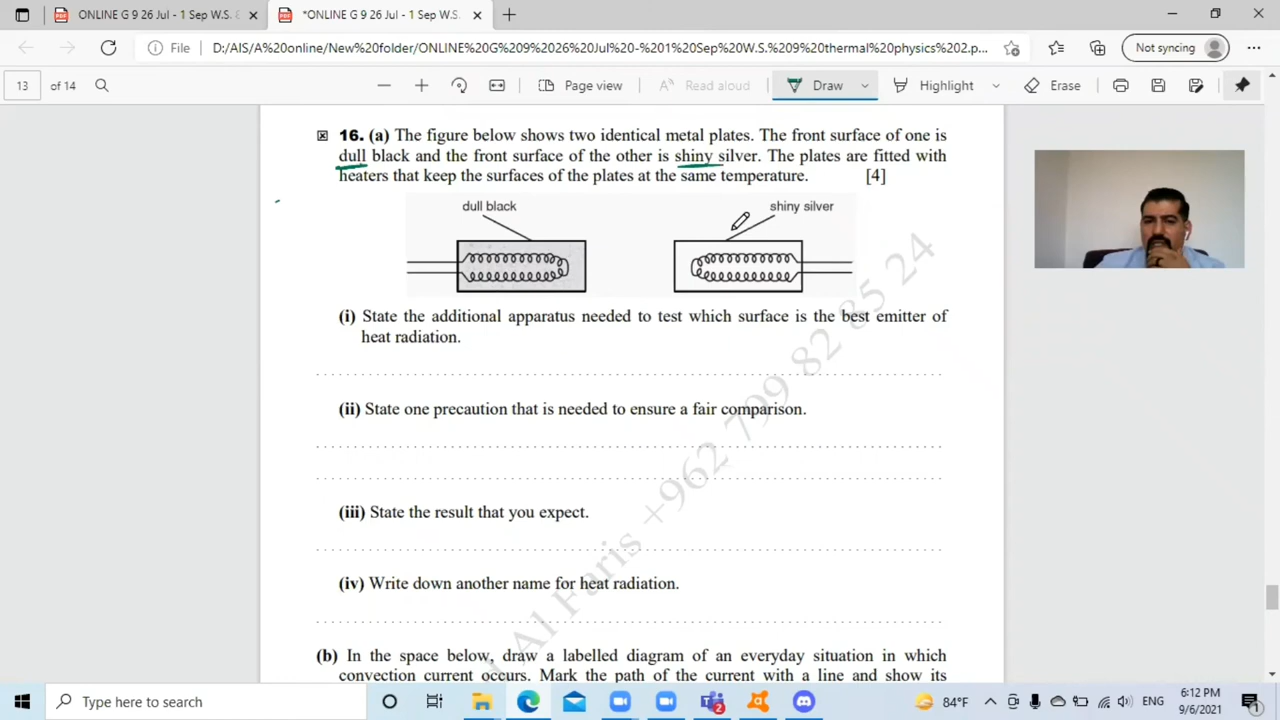 ONLINE G 9 26 Jul - 1 Sep W.S. 6
*ONLINE G 9 26 Jul - 1 Sep W.S.
File
D:/AIS/A%20online/New%20folder/ONLINE%20G%209%2026%20Jul%20-%201%20Sep%20W.S.%209%20thermal%20physics%202.p...
Not syncing
13 of 14
Page view
Read aloud
Draw
Highlight
Erase
16. (a) The figure below shows two identical metal plates. The front surface of one is
dull black and the front surface of the other is shiny silver. The plates are fitted with
heaters that keep the surfaces of the plates at the same temperature. [4]
dull black
shiny silver
(i) State the additional apparatus needed to test which surface is the best emitter of
heat radiation.
(ii) State one precaution that is needed to ensure a fair comparison.
(iii) State the result that you expect.
(iv) Write down another name for heat radiation.
(b) In the space below, draw a labelled diagram of an everyday situation in which
convection current occurs. Mark the path of the current with a line and show its
Al Faris +962 799 82 85 24
Type here to search
2
84°F
ENG
6:12 PM
9/6/2021
1